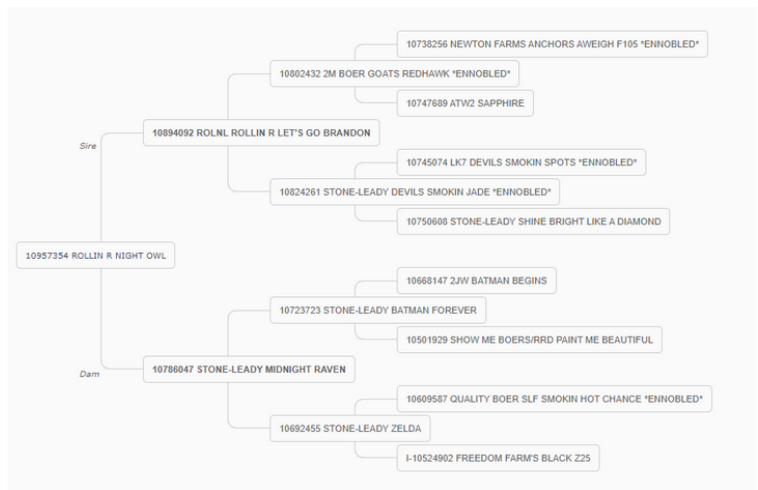 10738256 NEWTON FARMS ANCHORS AWEIGH F105 *ENNOBLED*
10802432 2M BOER GOATS REDHAWK *ENNOBLED*
10747689 ATW2 SAPPHIRE
10894092 ROLNL ROLLIN R LET'S GO BRANDON
Sire
10745074 LK7 DEVILS SMOKIN SPOTS *ENNOBLED*
10824261 STONE-LEADY DEVILS SMOKIN JADE *ENNOBLED*
10750608 STONE-LEADY SHINE BRIGHT LIKE A DIAMOND
10957354 ROLLIN R NIGHT OWL
10668147 2JW BATMAN BEGINS
10723723 STONE-LEADY BATMAN FOREVER
10501929 SHOW ME BOERS/RRD PAINT ME BEAUTIFUL
10786047 STONE-LEADY MIDNIGHT RAVEN
Dam
10609587 QUALITY BOER SLF SMOKIN HOT CHANCE *ENNOBLED*
10692455 STONE-LEADY ZELDA
I-10524902 FREEDOM FARM'S BLACK Z25